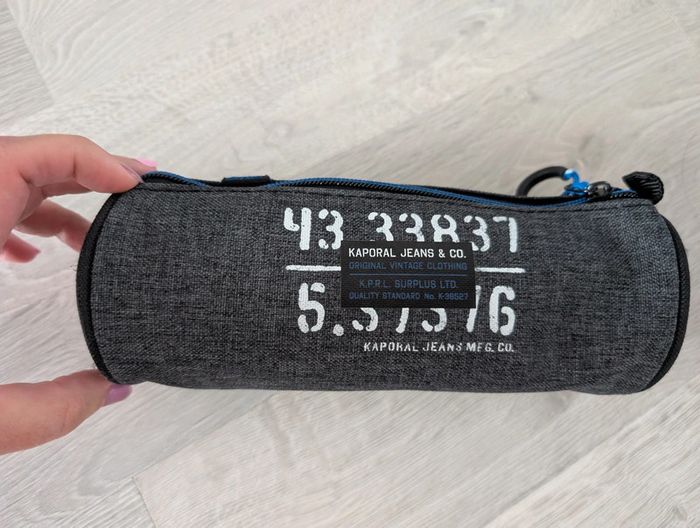 43.33837
KAPORAL JEANS & CO.
ORIGINAL VINTAGE CLOTHING
K.P.R.L. SURPLUS LTD.
QUALITY STANDARD No. K-36527
5.37376
KAPORAL JEANS MFG. CO.